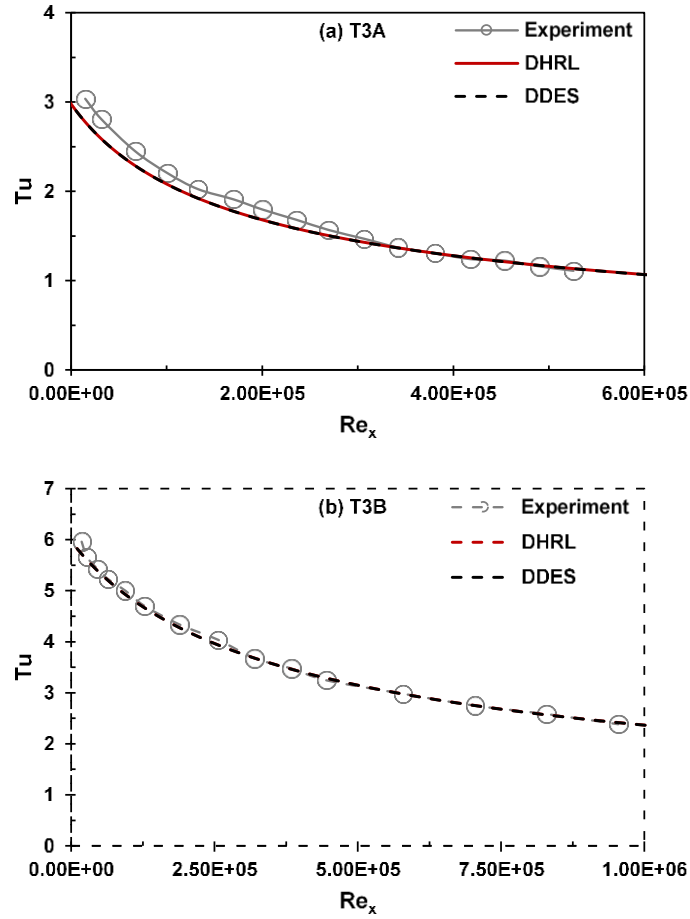 4
(a) T3A
Experiment
DHRL
DDES
3
Tu
2
1
0
0.00E+00 2.00E+05 4.00E+05 6.00E+05
Reₓ
7
(b) T3B
Experiment
DHRL
DDES
6
5
4
Tu
3
2
1
0
0.00E+00 2.50E+05 5.00E+05 7.50E+05 1.00E+06
Reₓ